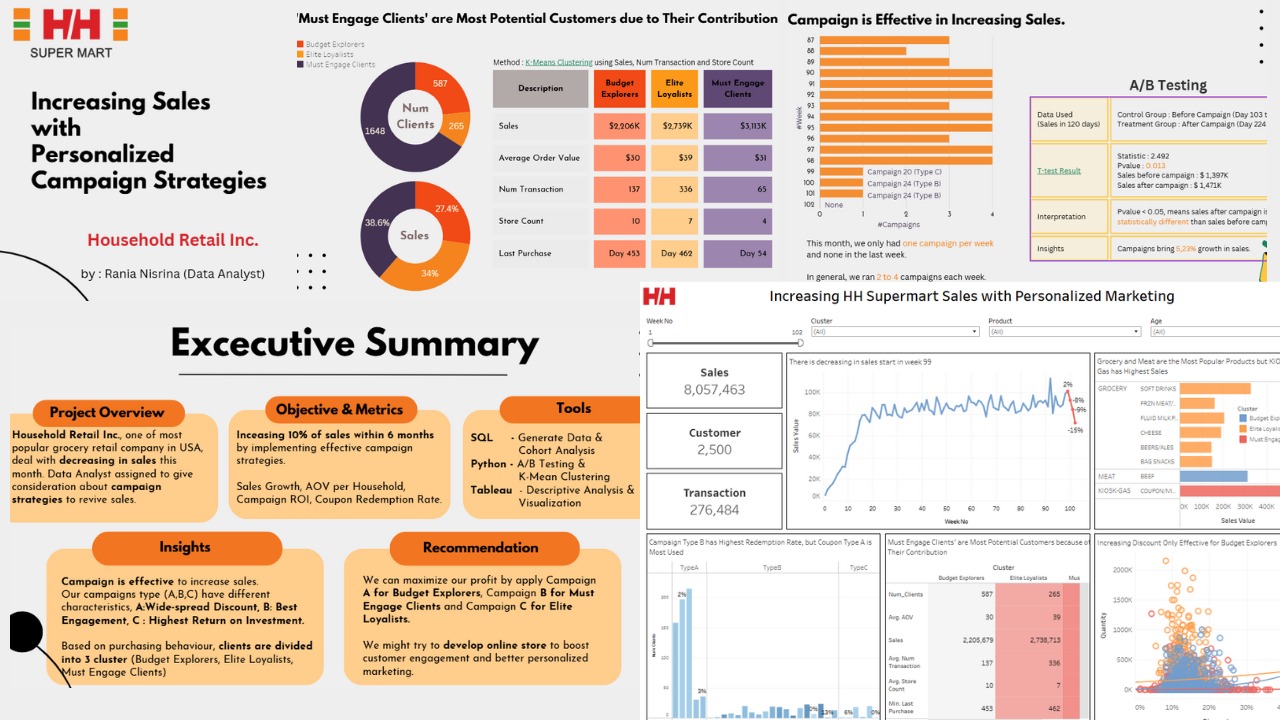 HH
SUPER MART
Increasing Sales
with
Personalized
Campaign Strategies
Household Retail Inc.
by : Rania Nisrina (Data Analyst)
'Must Engage Clients' are Most Potential Customers due to Their Contribution
Budget Explorers
Elite Loyalists
Must Engage Clients
587
265
1648
Num
Clients
27.4%
34%
38.6%
Sales
Method : K-Means Clustering using Sales, Num Transaction and Store Count
Description Budget Explorers Elite Loyalists Must Engage Clients
Sales $2,206K $2,739K $3,113K
Average Order Value $30 $39 $31
Num Transaction 137 336 65
Store Count 10 7 4
Last Purchase Day 453 Day 462 Day 54
Campaign is Effective in Increasing Sales.
#Week
87
88
89
90
91
92
93
94
95
96
97
98
99 Campaign 20 (Type C)
100 Campaign 24 (Type B)
101 Campaign 24 (Type B)
102 None
0 1 2 3 4
#Campaigns
This month, we only had one campaign per week
and none in the last week.
In general, we ran 2 to 4 campaigns each week.
A/B Testing
Data Used
(Sales in 120 days)
Control Group : Before Campaign (Day 103 t
Treatment Group : After Campaign (Day 224
T-test Result
Statistic : 2.492
Pvalue : 0.013
Sales before campaign : $ 1,397K
Sales after campaign : $ 1,471K
Interpretation
Pvalue < 0.05, means sales after campaign is
statistically different than sales before camp
Insights
Campaigns bring 5,23% growth in sales.
Excecutive Summary
Project Overview
Household Retail Inc., one of most
popular grocery retail company in USA,
deal with decreasing in sales this
month. Data Analyst assigned to give
consideration about campaign
strategies to revive sales.
Objective & Metrics
Inceasing 10% of sales within 6 months
by implementing effective campaign
strategies.
Sales Growth, AOV per Household,
Campaign ROI, Coupon Redemption Rate.
Tools
SQL - Generate Data &
Cohort Analysis
Python - A/B Testing &
K-Mean Clustering
Tableau - Descriptive Analysis &
Visualization
Insights
Campaign is effective to increase sales.
Our campaigns type (A,B,C) have different
characteristics, A:Wide-spread Discount, B: Best
Engagement, C : Highest Return on Investment.
Based on purchasing behaviour, clients are divided
into 3 cluster (Budget Explorers, Elite Loyalists,
Must Engage Clients)
Recommendation
We can maximize our profit by apply Campaign
A for Budget Explorers, Campaign B for Must
Engage Clients and Campaign C for Elite
Loyalists.
We might try to develop online store to boost
customer engagement and better personalized
marketing.
HH
Increasing HH Supermart Sales with Personalized Marketing
Week No
1 102
Cluster
(All)
Product
(All)
Age
(All)
Sales
8,057,463
Customer
2,500
Transaction
276,484
There is decreasing in sales start in week 99
Sales Value
100K
80K
60K
40K
20K
0K
2%
-8%
-9%
-15%
0 10 20 30 40 50 60 70 80 90 100
Week No
Grocery and Meat are the Most Popular Products but KIO
Gas has Highest Sales
GROCERY SOFT DRINKS
FRZN MEAT/.
FLUID MILK P..
CHEESE
BEERS/ALES
BAG SNACKS
MEAT BEEF
KIOSK-GAS COUPON/MI..
Cluster
Budget Exp
Elite Loyalis
Must Engag
0K 100K 200K 300K 400K
Sales Value
Campaign Type B has Highest Redemption Rate, but Coupon Type A is
Most Used
TypeA TypeB TypeC
Num Clients
2%
3%
13%
6%
0%
Must Engage Clients' are Most Potential Customers because of
Their Contribution
Cluster
Budget Explorers Elite Loyalists Mus
Num_Clients 587 265
Avg. AOV 30 39
Sales 2,205,679 2,738,713
Avg. Num Transaction 137 336
Avg. Store Count 10 7
Min. Last Purchase 453 462
Increasing Discount Only Effective for Budget Explorers
Quantity
2000K
1500K
1000K
500K
0K
0% 10% 20% 30% 40%